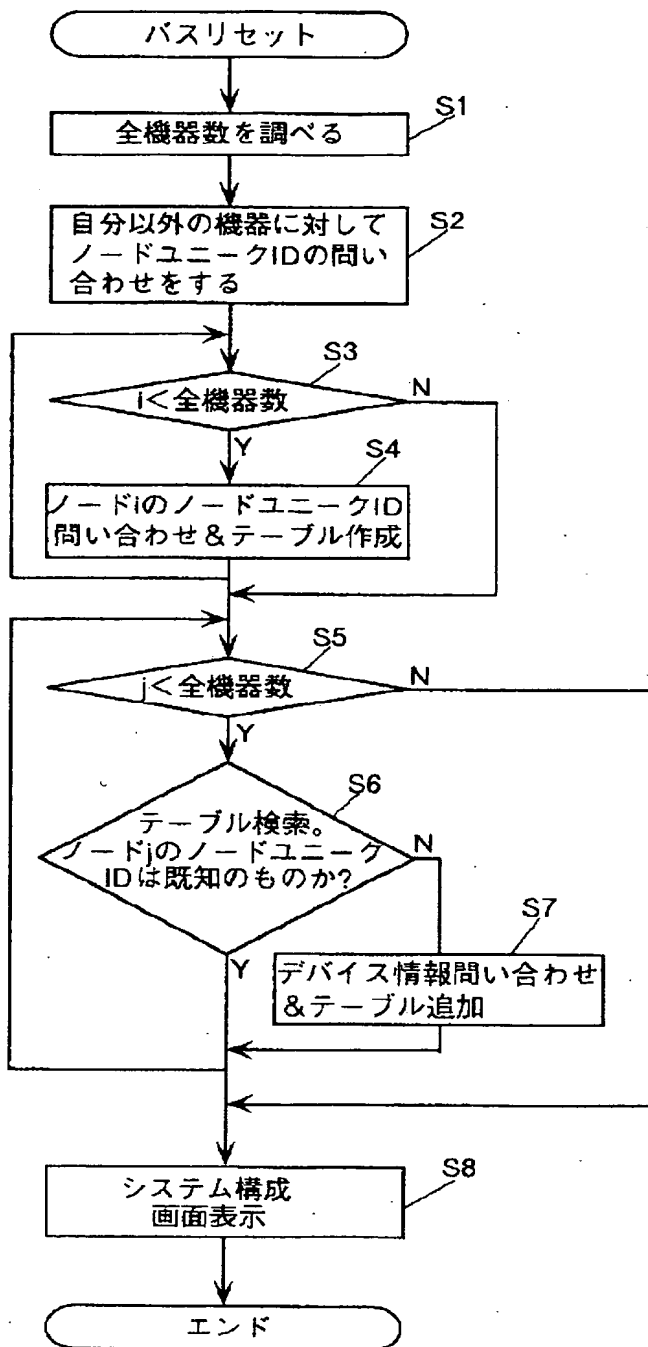 バスリセット
S1
全機器数を調べる
S2
自分以外の機器に対して
ノードユニークIDの問い
合わせをする
S3
i<全機器数
N
Y
S4
ノードiのノードユニークID
問い合わせ&テーブル作成
S5
j<全機器数
N
Y
S6
テーブル検索。
ノードjのノードユニーク
IDは既知のものか?
N
Y
S7
デバイス情報問い合わせ
&テーブル追加
S8
システム構成
画面表示
エンド